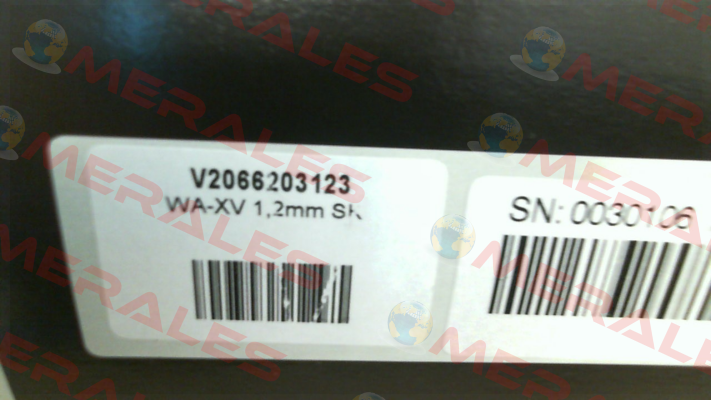 V2066203123
WA-XV 1,2mm SK
SN: 0030106
MERALES
MERALES
MERALES
MERALES
MERALES